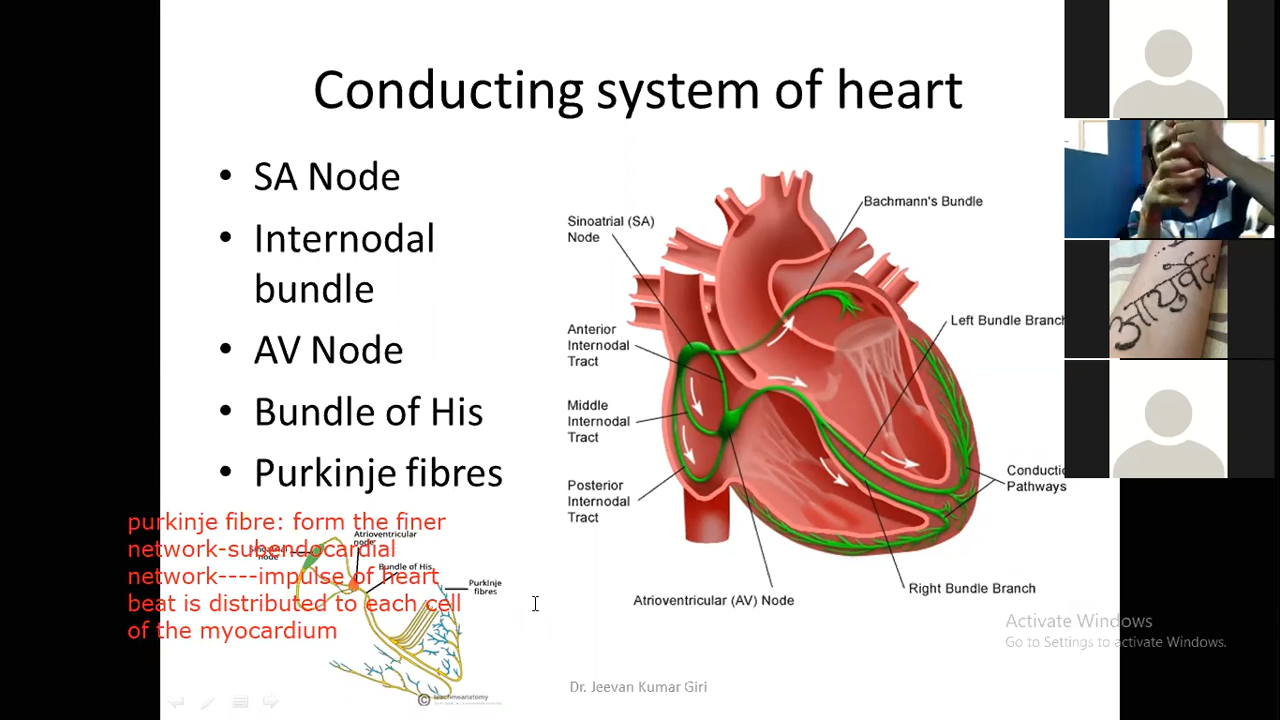 Conducting system of heart
• SA Node
• Internodal
bundle
• AV Node
• Bundle of His
• Purkinje fibres
purkinje fibre: form the finer
network-subendocardial
network----impulse of heart
beat is distributed to each cell
of the myocardium
Atrioventricular
node
node
Bundle of His
Purkinje
fibres
© teachmeanatomy
Sinoatrial (SA)
Node
Bachmann's Bundle
Anterior
Internodal
Tract
Left Bundle Branch
Middle
Internodal
Tract
Posterior
Internodal
Tract
Pathways
Right Bundle Branch
Atrioventricular (AV) Node
Dr. Jeevan Kumar Giri
Activate Windows
Go to Settings to activate Windows.
आयुर्वेद